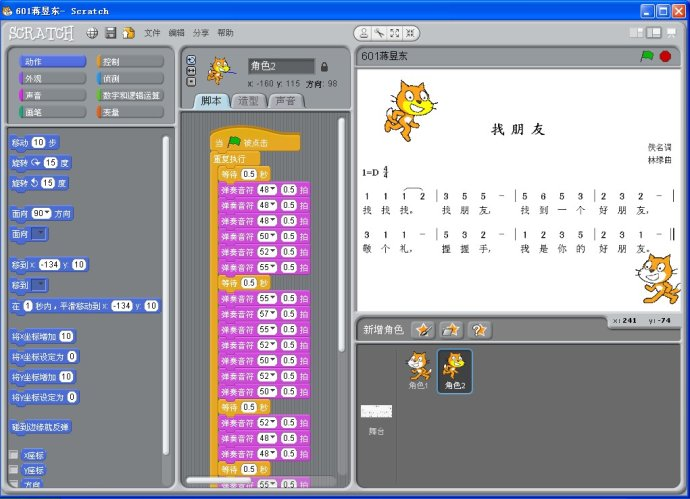 601蒋昱东- Scratch
SCRATCH 文件 编辑 分享 帮助
动作 控制
外观 侦测
声音 数字和逻辑运算
画笔 变量
移动 10 步
旋转 15 度
旋转 15 度
面向 90 方向
面向
移到 x: -134 y: 10
移到
在 1 秒内，平滑移动到 x: -134 y: 10
将x坐标增加 10
将x坐标设定为 0
将y坐标增加 10
将y坐标设定为 0
碰到边缘就反弹
x坐标
y坐标
方向
角色2
x: -160 y: 115 方向: 98
脚本 造型 声音
当 被点击
重复执行
等待 0.5 秒
弹奏音符 48 0.5 拍
弹奏音符 48 0.5 拍
弹奏音符 48 0.5 拍
弹奏音符 50 0.5 拍
弹奏音符 52 0.5 拍
弹奏音符 55 0.5 拍
等待 0.5 秒
弹奏音符 55 0.5 拍
弹奏音符 57 0.5 拍
弹奏音符 55 0.5 拍
弹奏音符 52 0.5 拍
弹奏音符 50 0.5 拍
弹奏音符 52 0.5 拍
弹奏音符 50 0.5 拍
等待 0.5 秒
弹奏音符 52 0.5 拍
弹奏音符 48 0.5 拍
弹奏音符 48 0.5 拍
等待 0.5 秒
弹奏音符 55 0.5 拍
601蒋昱东
找朋友
佚名词
林绿曲
1=D 4/4
1 1 1 2 | 3 5 5 - | 5 6 5 3 | 2 3 2 - |
找 找 找。 找 朋 友， 找 到 一 个 好 朋 友，
3 1 1 - | 3 1 1 - | 2 3 5 5 | 2 3 1 - ||
敬 个 礼， 握 握 手， 我 是 你 的 好 朋 友。
x: 241 y: -74
新增角色
角色1 角色2
舞台